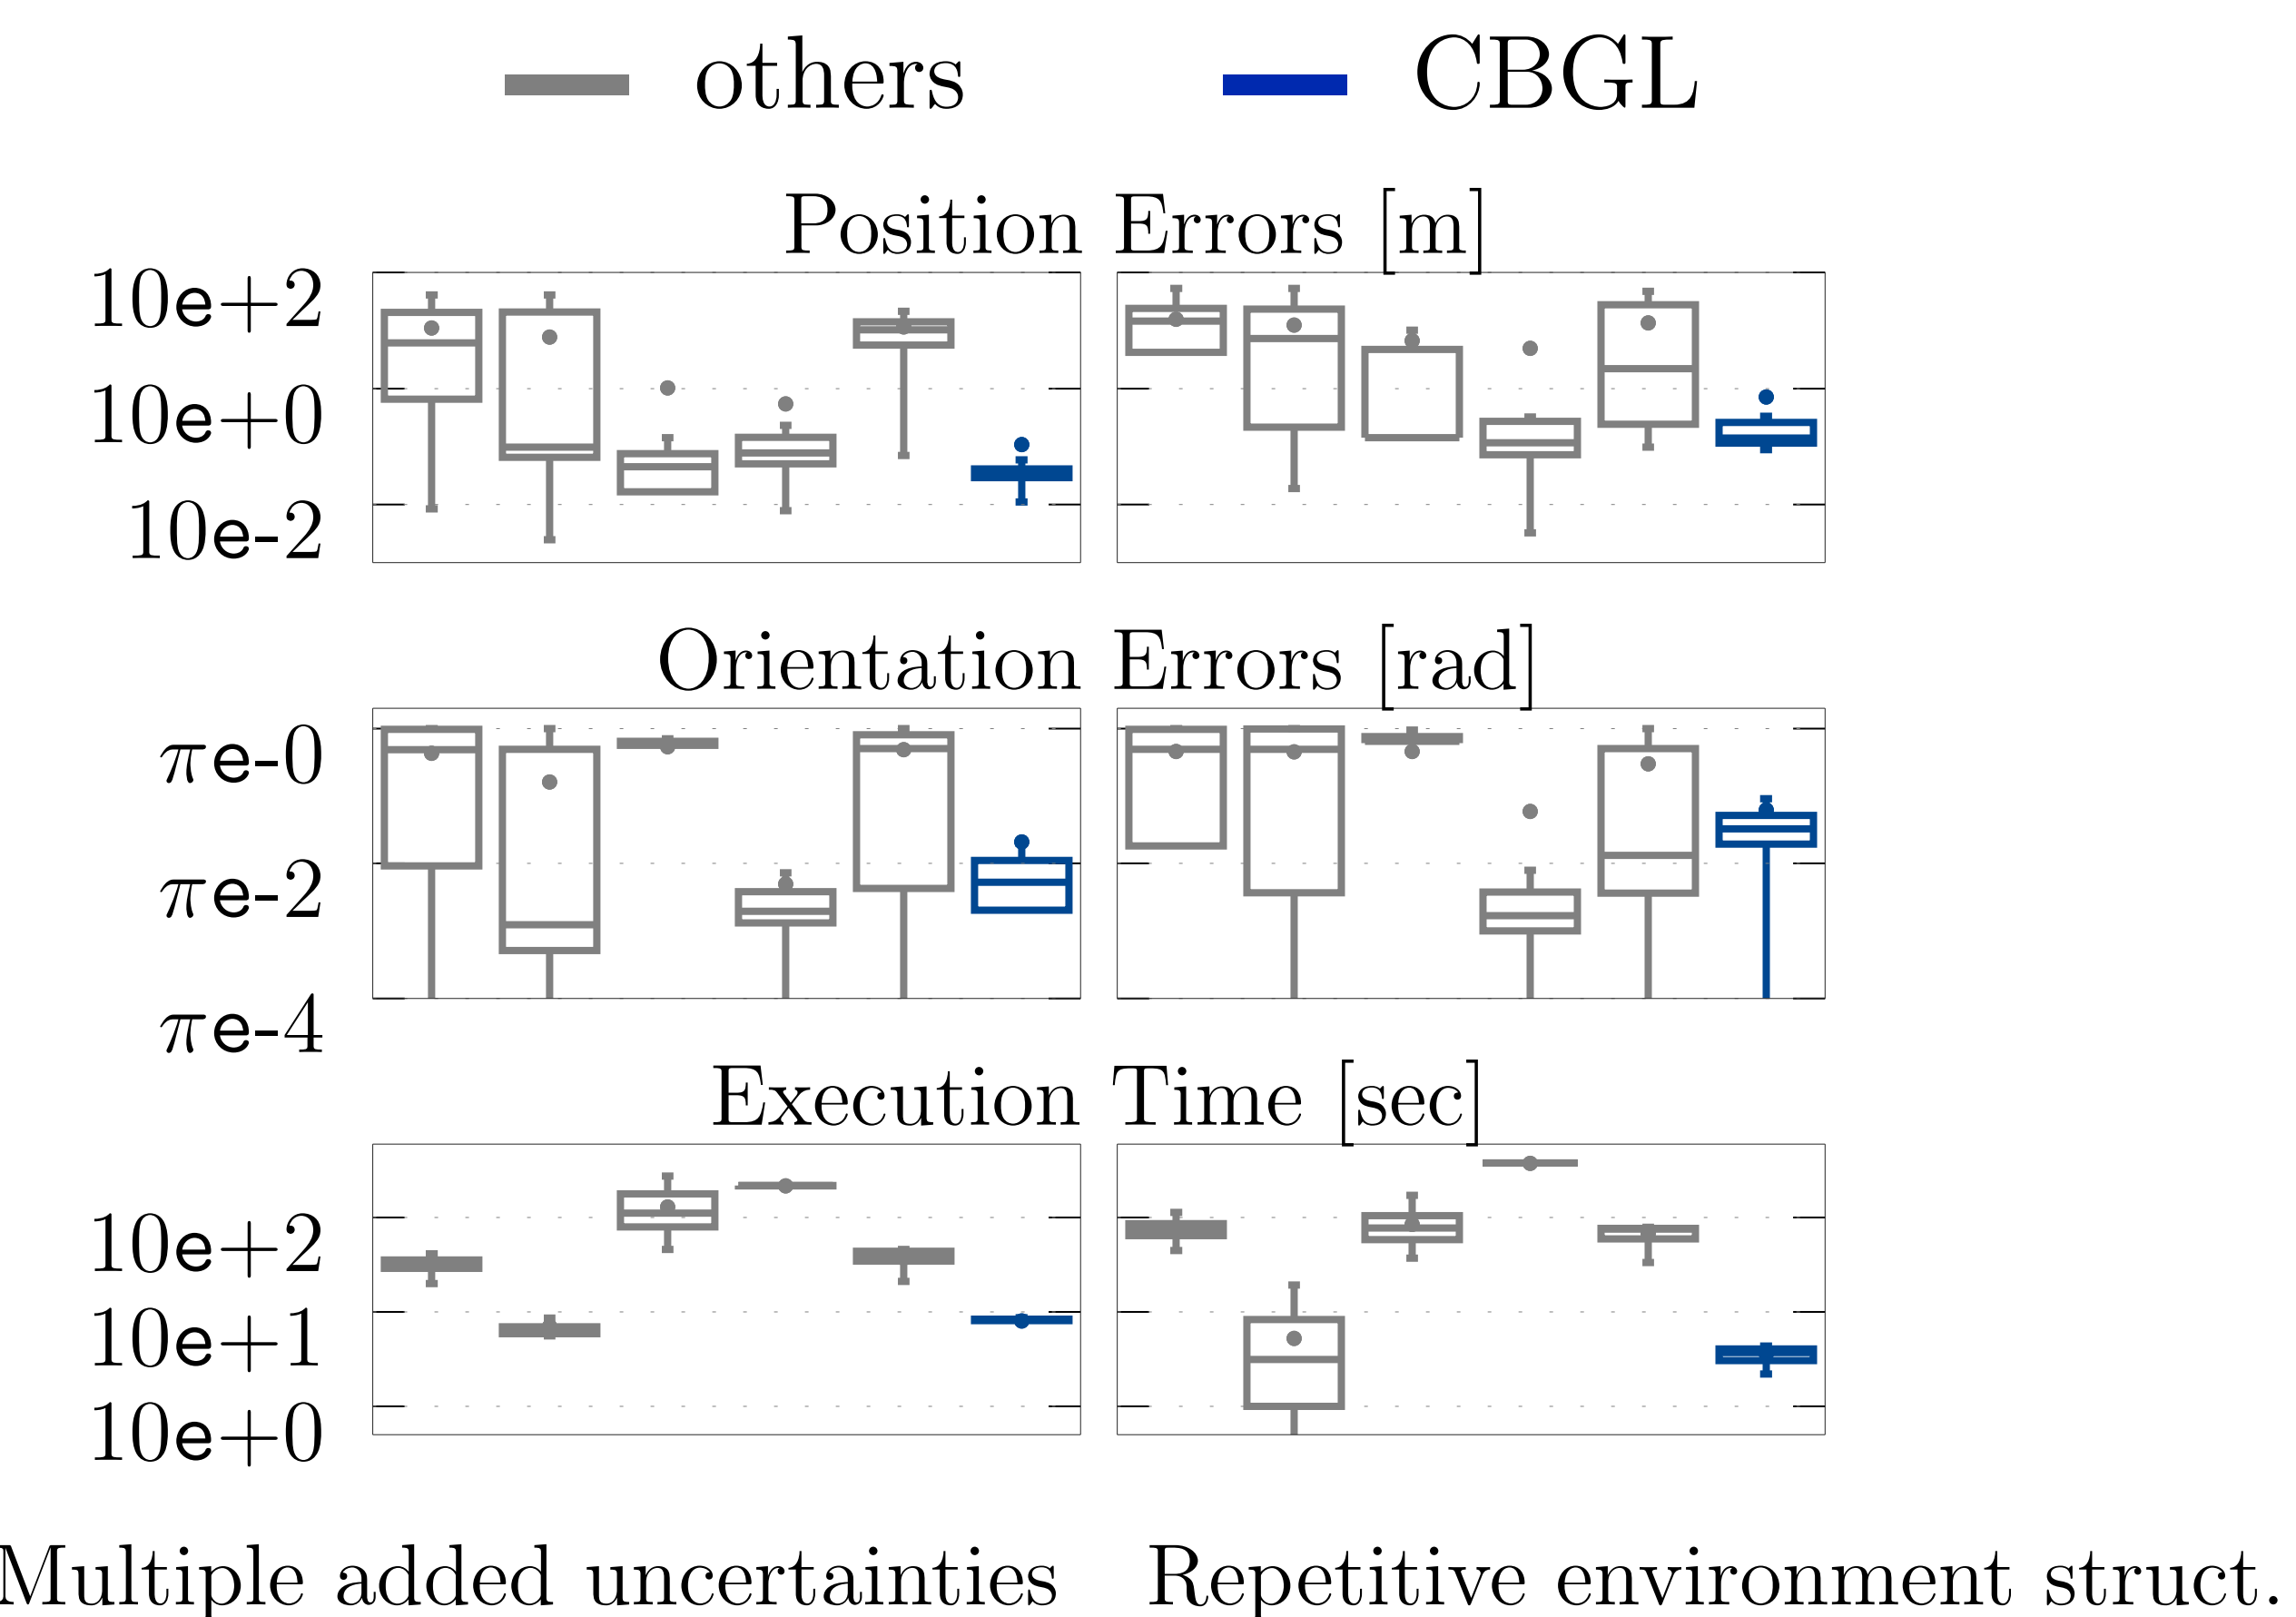 others CBGL
Position Errors [m]
10e+2
10e+0
10e-2
Orientation Errors [rad]
πe-0
πe-2
πe-4
Execution Time [sec]
10e+2
10e+1
10e+0
Multiple added uncertainties Repetitive environment struct.